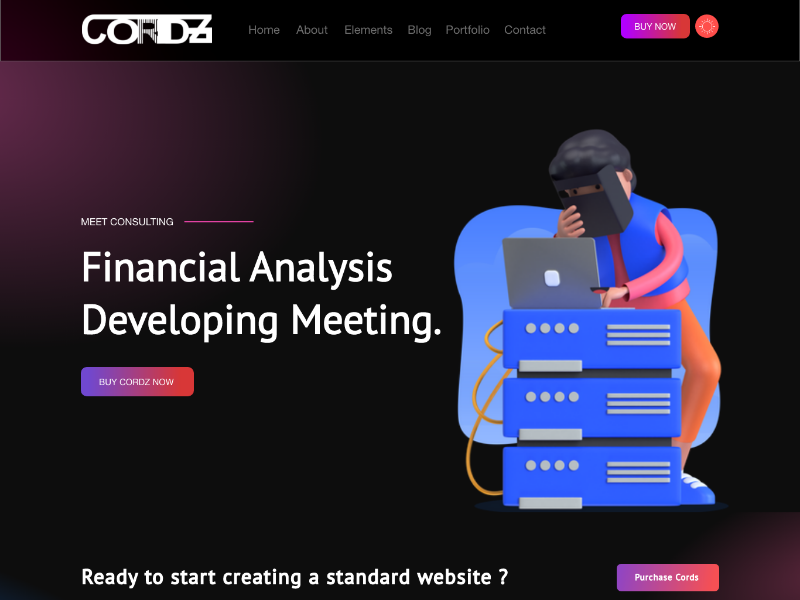 CORDZ
Home About Elements Blog Portfolio Contact
BUY NOW
MEET CONSULTING
Financial Analysis
Developing Meeting.
BUY CORDZ NOW
Ready to start creating a standard website ?
Purchase Cords